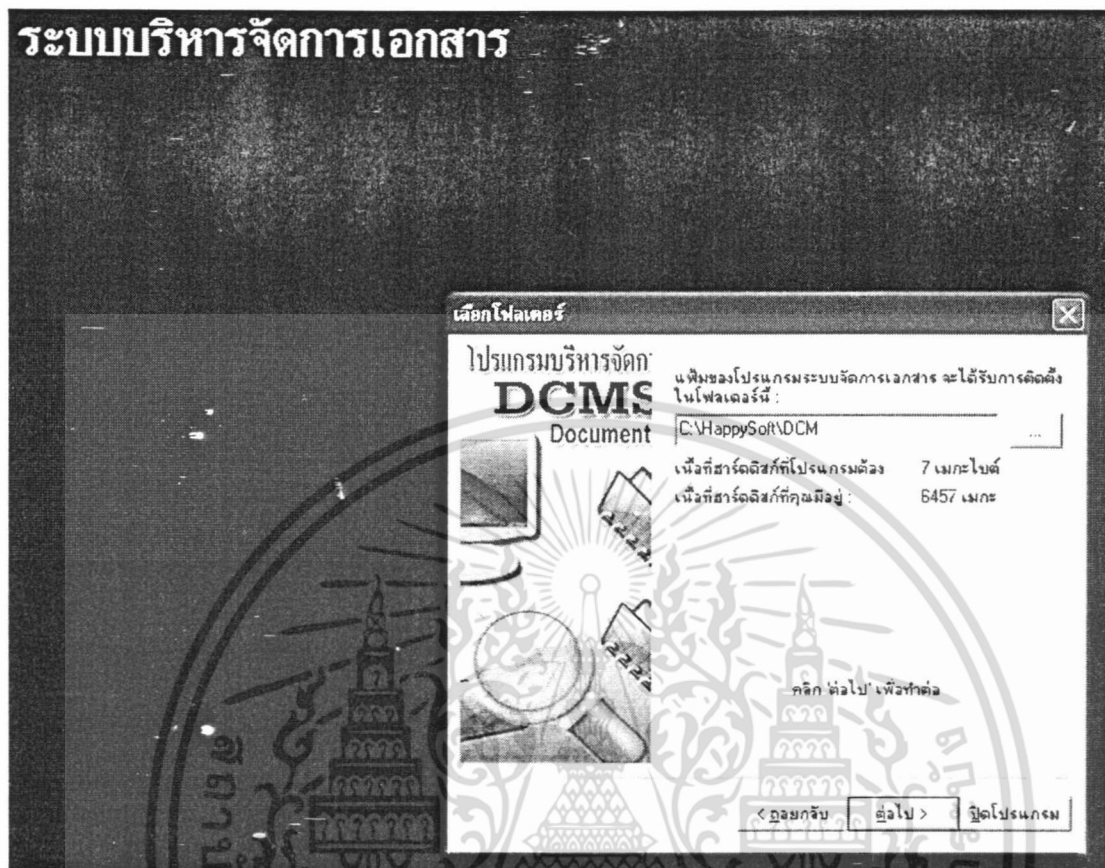 ระบบบริหารจัดการเอกสาร
เลือกโฟลเดอร์
โปรแกรมบริหารจัดก
DCMS
Document
แฟ้มของโปรแกรมระบบจัดการเอกสาร จะได้รับการติดตั้ง
ในโฟลเดอร์นี้ :
C:\HappySoft\DCM
...
เนื้อที่ฮาร์ดดิสก์ที่โปรแกรมต้อง 7 เมกะไบต์
เนื้อที่ฮาร์ดดิสก์ที่คุณมีอยู่ : 6457 เมกะ
คลิก 'ต่อไป' เพื่อทำต่อ
< ถอยกลับ ต่อไป > ปิดโปรแกรม